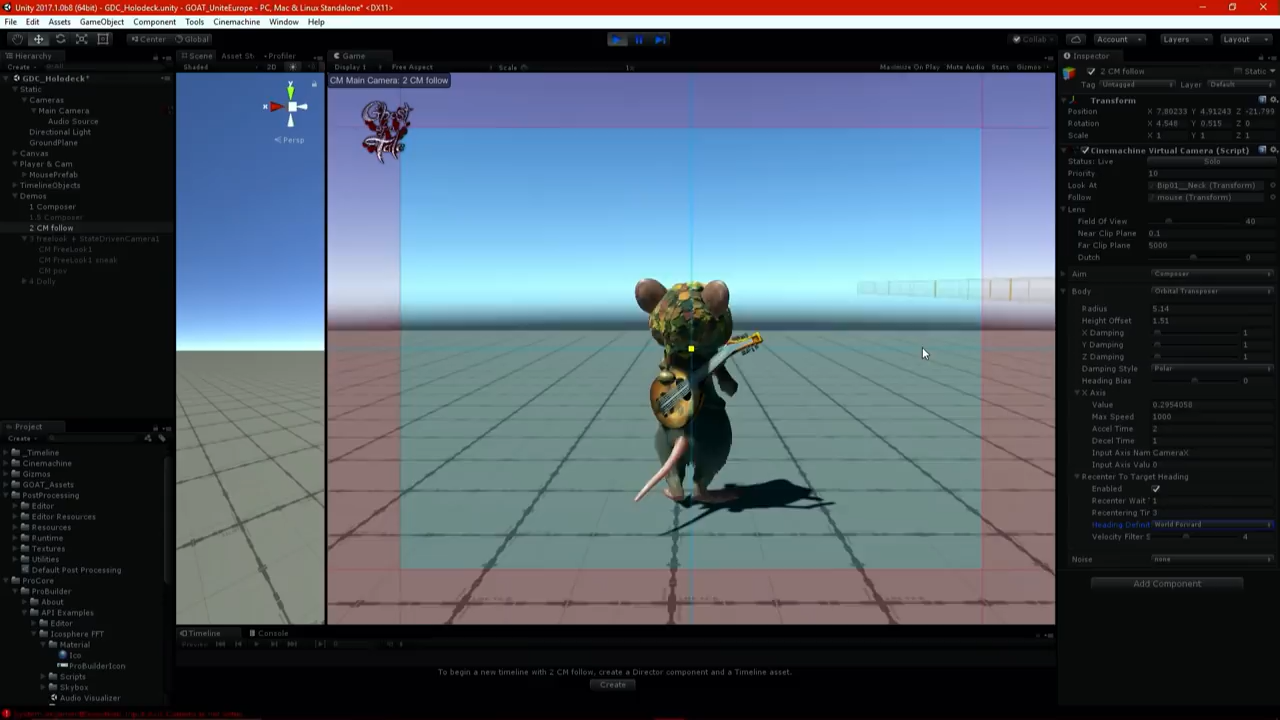 Unity 2017.1.0b8 (64bit) - GDC_Holodeck.unity - GOAT_UniteEurope - PC, Mac & Linux Standalone* <DX11>
File Edit Assets GameObject Component Tools Cinemachine Window Help
Center Global Collab Account Layers Layout
Hierarchy Scene Asset St Profiler Game Inspector
Create Shaded 2D Display 1 Free Aspect Scale 1x Maximize On Play Mute Audio Stats Gizmos
2 CM follow Static
Tag Untagged Layer Default
GDC_Holodeck*
Static
Cameras
Main Camera
Audio Source
Directional Light
GroundPlane
Canvas
Player & Cam
MousePrefab
TimelineObjects
Demos
1 Composer
1.5 Composer
2 CM follow
3 freelook + StateDrivenCamera1
CM FreeLook1
CM FreeLook1 sneak
CM pov
4 Dolly
y
x
Persp
CM Main Camera: 2 CM follow
Transform
Position X 7.80233 Y 4.91243 Z -21.799
Rotation X 4.548 Y 0.515 Z 0
Scale X 1 Y 1 Z 1
Cinemachine Virtual Camera (Script)
Status: Live Solo
Priority 10
Look At Bip01__Neck (Transform)
Follow mouse (Transform)
Lens
Field Of View 40
Near Clip Plane 0.1
Far Clip Plane 5000
Dutch 0
Aim Composer
Body Orbital Transposer
Radius 5.14
Height Offset 1.51
X Damping 1
Y Damping 1
Z Damping 1
Damping Style Polar
Heading Bias 0
X Axis
Value 0.2954058
Max Speed 1000
Accel Time 2
Decel Time 1
Input Axis Nam CameraX
Input Axis Valu 0
Recenter To Target Heading
Enabled
Recenter Wait 1
Recentering Tir 3
Heading Definit World Forward
Velocity Filter S 4
Noise none
Add Component
Project
Create
_Timeline
Cinemachine
Gizmos
GOAT_Assets
PostProcessing
Editor
Editor Resources
Resources
Runtime
Textures
Utilities
Default Post Processing
ProCore
ProBuilder
About
API Examples
Editor
Icosphere FFT
Material
Ico
ProBuilderIcon
Scripts
Skybox
Audio Visualizer
Timeline Console
Preview 0
To begin a new timeline with 2 CM follow, create a Director component and a Timeline asset.
Create